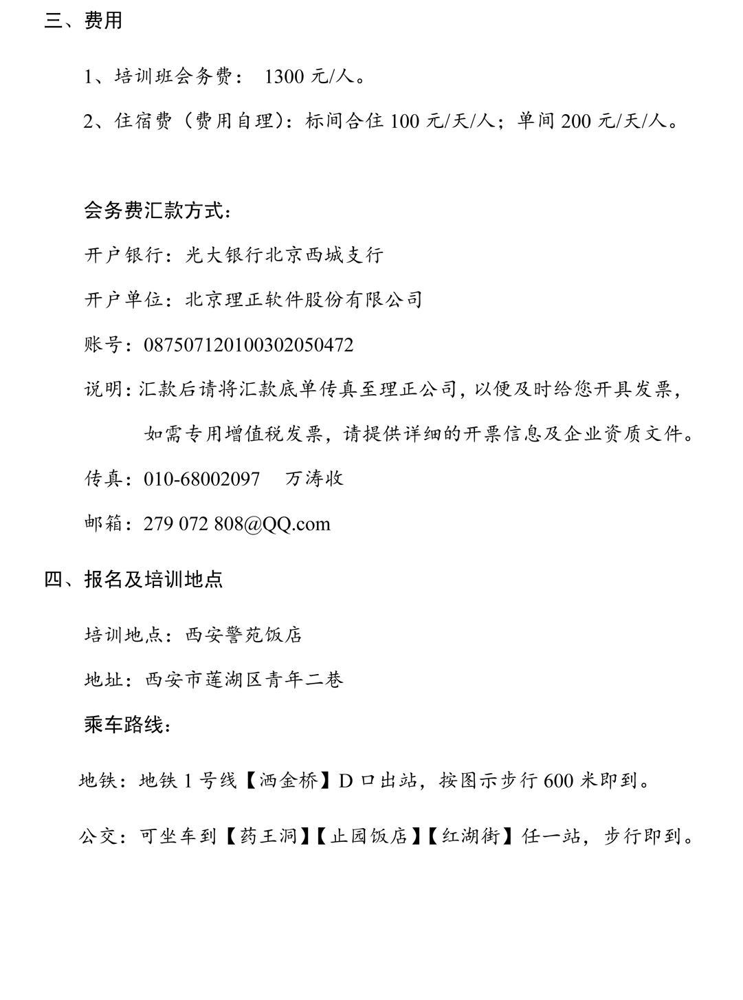 三、费用
1、培训班会务费： 1300 元/人。
2、住宿费（费用自理）：标间合住 100 元/天/人；单间 200 元/天/人。
会务费汇款方式：
开户银行：光大银行北京西城支行
开户单位：北京理正软件股份有限公司
账号：087507120100302050472
说明：汇款后请将汇款底单传真至理正公司，以便及时给您开具发票，
如需专用增值税发票，请提供详细的开票信息及企业资质文件。
传真：010-68002097 万涛收
邮箱：279 072 808@QQ.com
四、报名及培训地点
培训地点：西安警苑饭店
地址：西安市莲湖区青年二巷
乘车路线：
地铁：地铁 1 号线【洒金桥】D 口出站，按图示步行 600 米即到。
公交：可坐车到【药王洞】【止园饭店】【红湖街】任一站，步行即到。